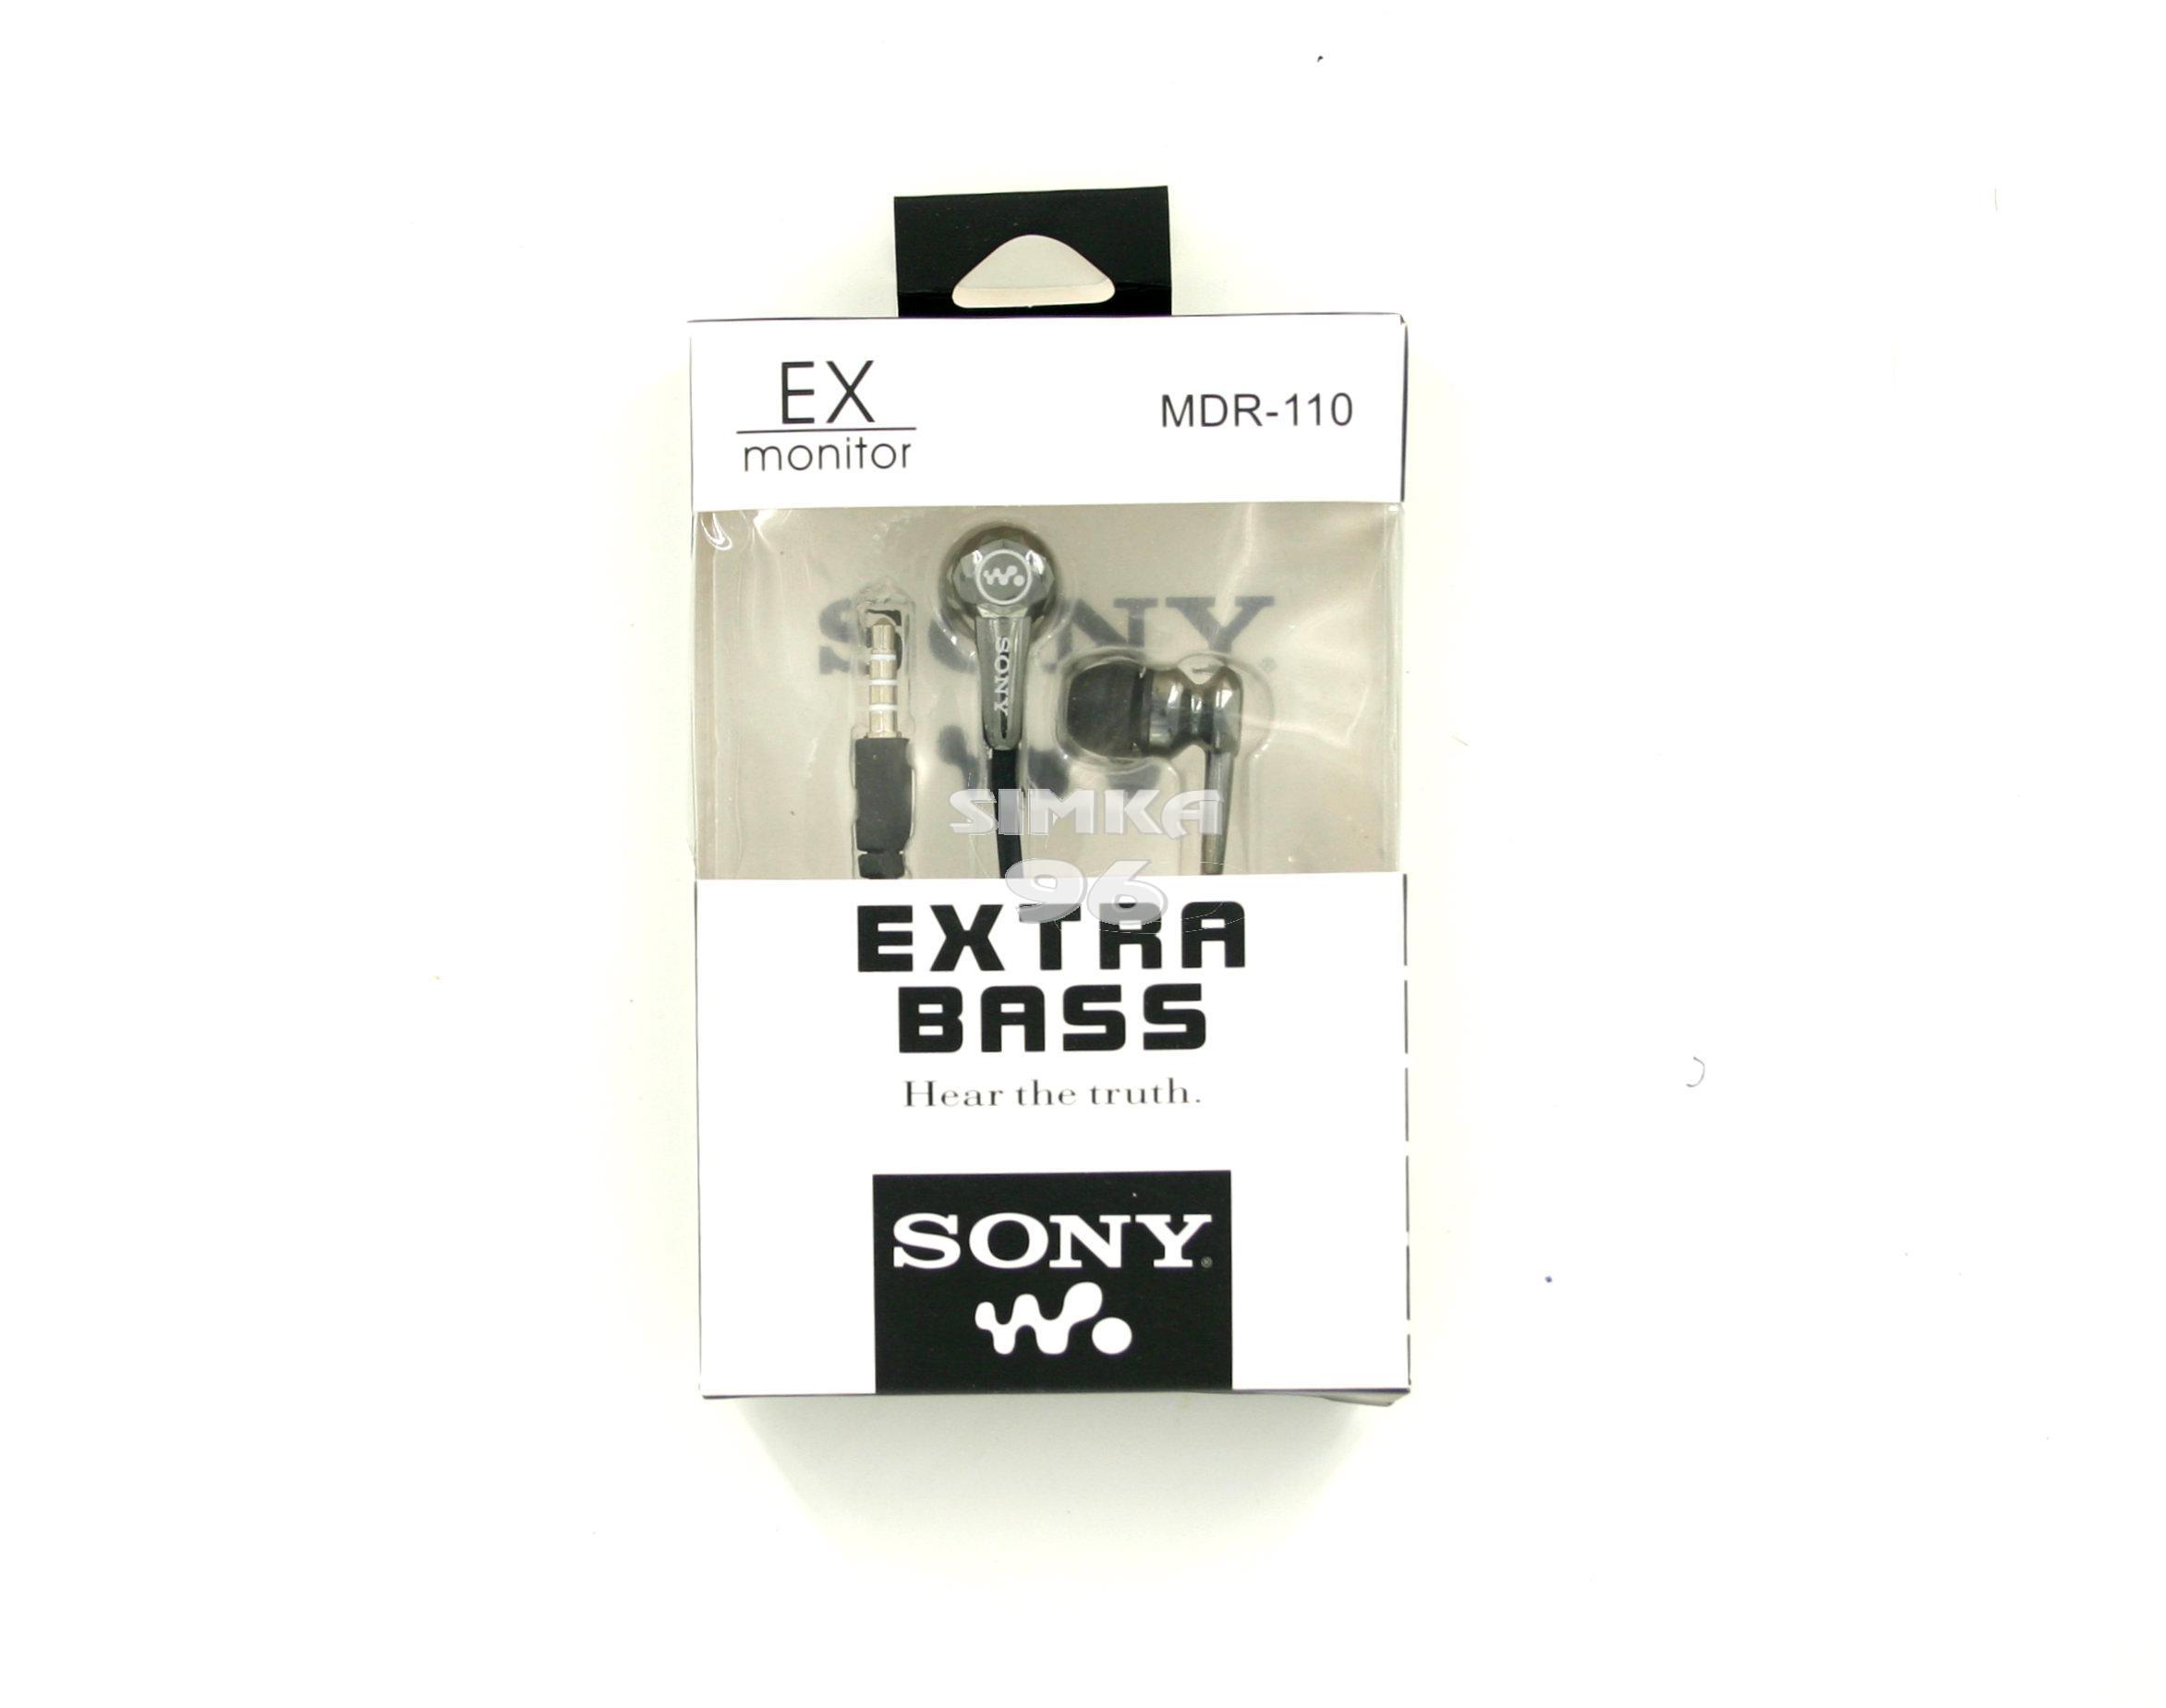 EX
monitor
MDR-110
SONY
SONY
SIMKA
96
EXTRA
BASS
Hear the truth.
SONY